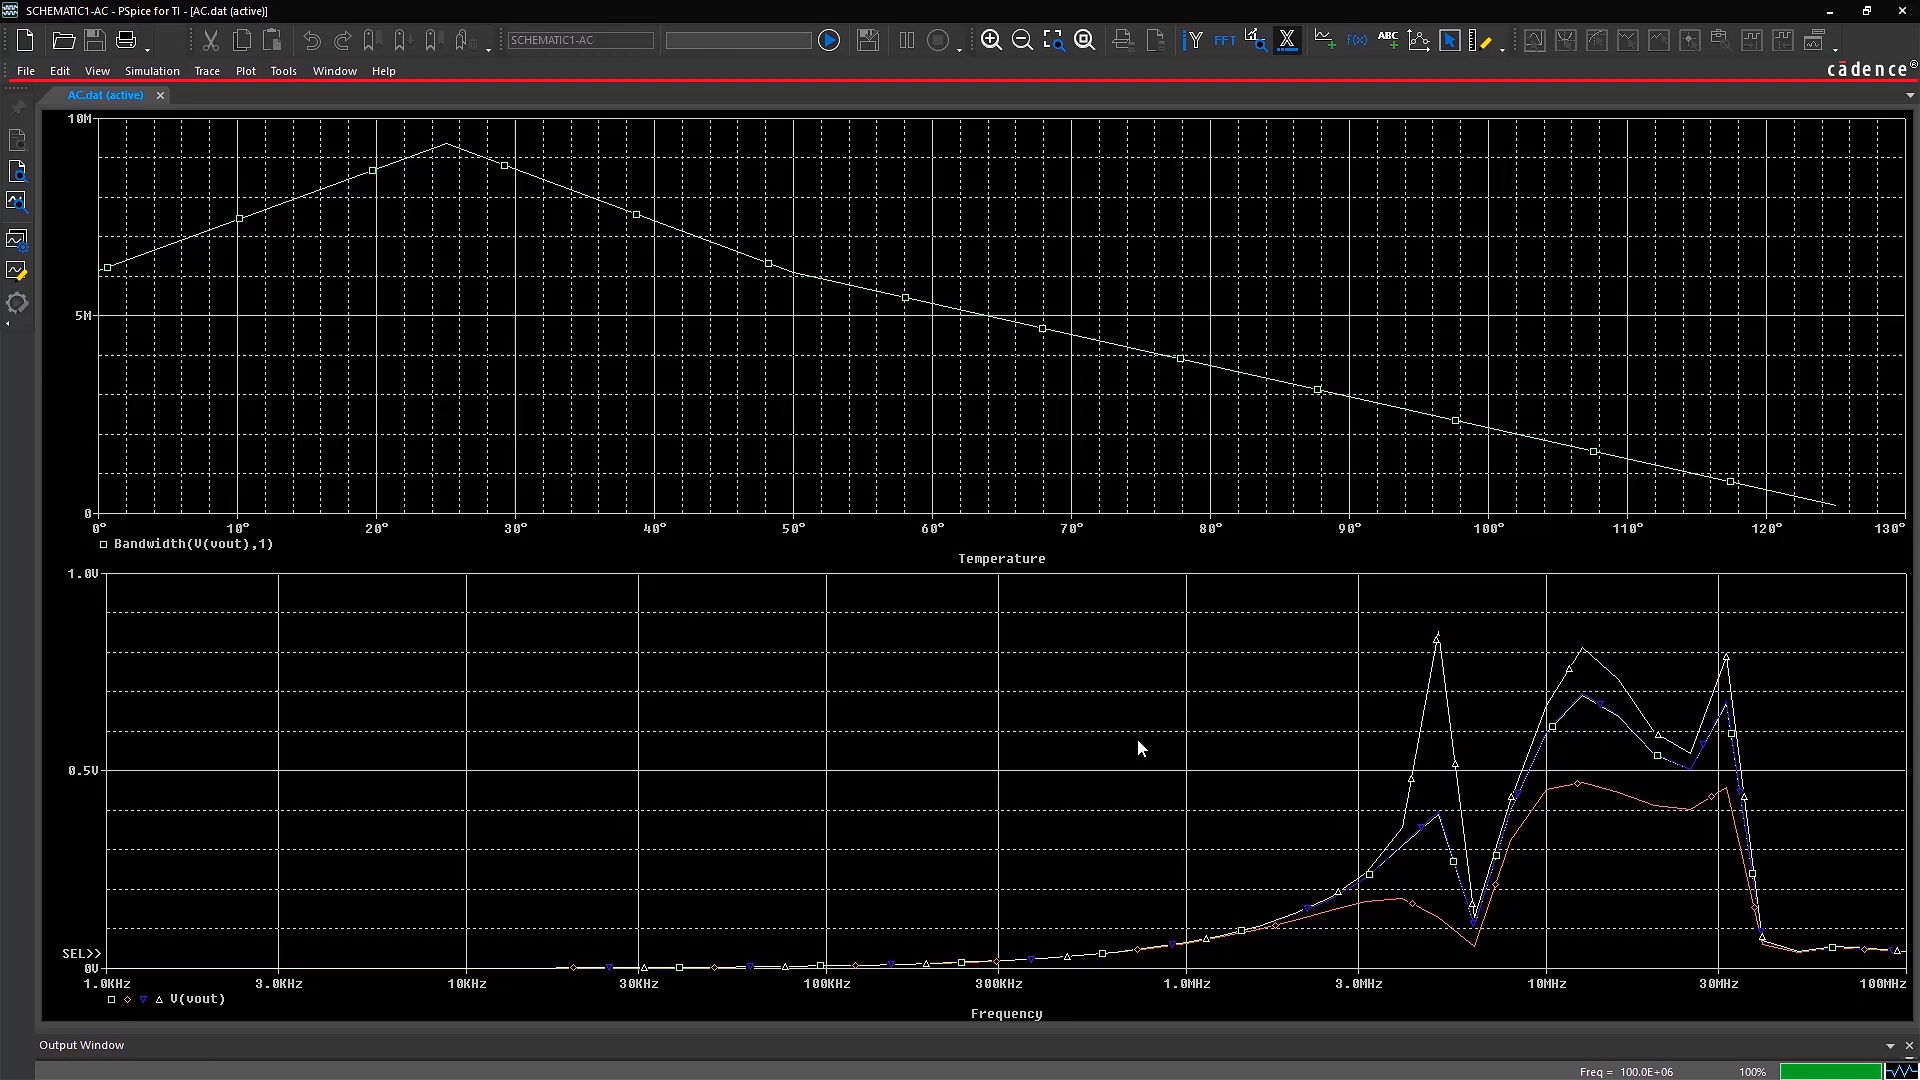 SCHEMATIC1-AC - PSpice for TI - [AC.dat (active)]
SCHEMATIC1-AC
Y FFT X f(x) ABC
File Edit View Simulation Trace Plot Tools Window Help
cādence®
AC.dat (active)
10M
5M
0
0° 10° 20° 30° 40° 50° 60° 70° 80° 90° 100° 110° 120° 130°
Bandwidth(V(vout),1)
Temperature
1.0V
0.5V
SEL>>
0V
1.0KHz 3.0KHz 10KHz 30KHz 100KHz 300KHz 1.0MHz 3.0MHz 10MHz 30MHz 100MHz
V(vout)
Frequency
Output Window
Freq = 100.0E+06 100%